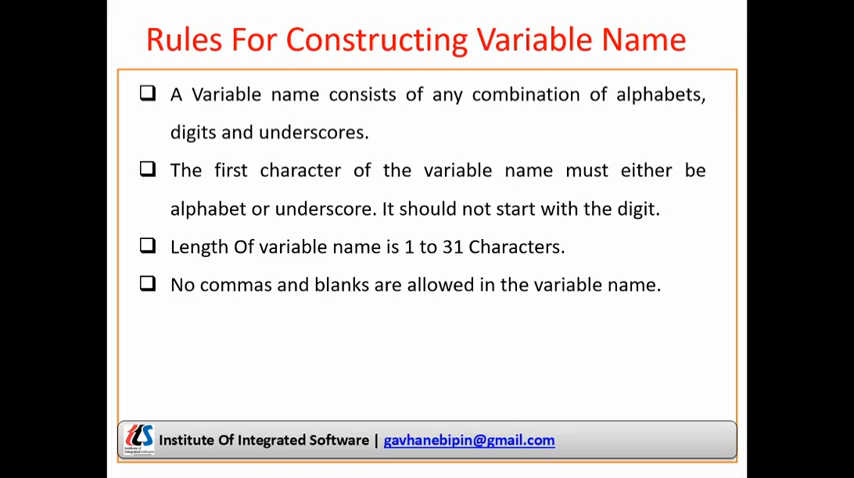 Rules For Constructing Variable Name
A Variable name consists of any combination of alphabets,
digits and underscores.
The first character of the variable name must either be
alphabet or underscore. It should not start with the digit.
Length Of variable name is 1 to 31 Characters.
No commas and blanks are allowed in the variable name.
Institute Of Integrated Software | gavhanebipin@gmail.com